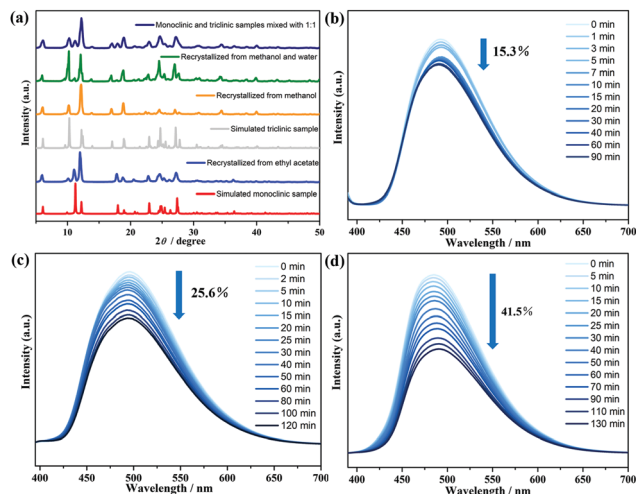 (a)
Monoclinic and triclinic samples mixed with 1:1
Recrystallized from methanol and water
Recrystallized from methanol
Simulated triclinic sample
Recrystallized from ethyl acetate
Simulated monoclinic sample
Intensity (a.u.)
10 20 30 40 50
2θ / degree
(b)
15.3%
0 min
1 min
3 min
5 min
7 min
10 min
15 min
20 min
30 min
40 min
60 min
90 min
Intensity (a.u.)
400 450 500 550 600 650 700
Wavelength / nm
(c)
25.6%
0 min
2 min
5 min
10 min
15 min
20 min
25 min
30 min
40 min
50 min
60 min
80 min
100 min
120 min
Intensity (a.u.)
400 450 500 550 600 650 700
Wavelength / nm
(d)
41.5%
0 min
5 min
10 min
15 min
20 min
25 min
30 min
40 min
50 min
60 min
70 min
90 min
110 min
130 min
Intensity (a.u.)
400 450 500 550 600 650 700
Wavelength / nm